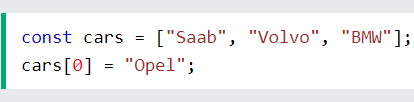 const cars = ["Saab", "Volvo", "BMW"];
cars[0] = "Opel";